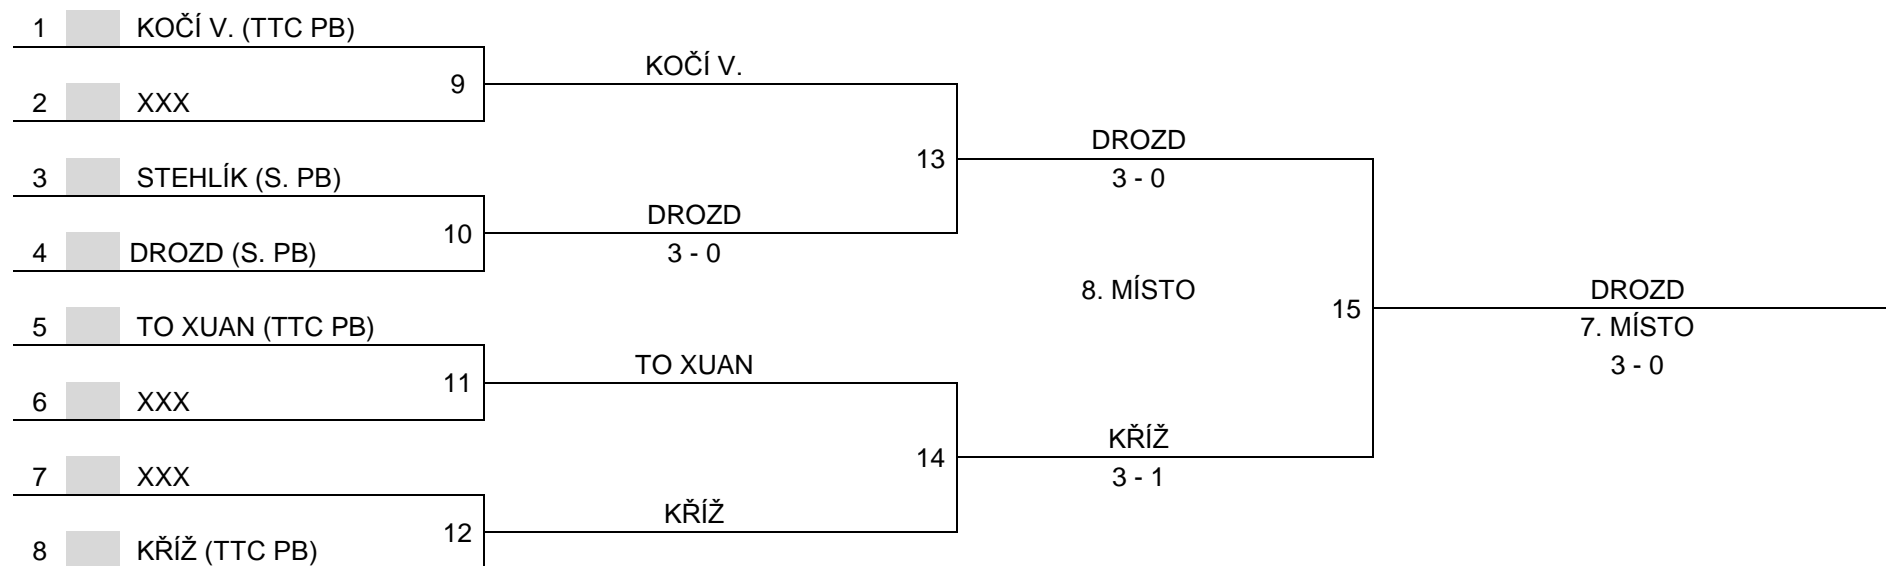 1 KOČÍ V. (TTC PB)
KOČÍ V.
9
2 XXX
DROZD
13
3 STEHLÍK (S. PB)
3 - 0
DROZD
10
4 DROZD (S. PB)
3 - 0
8. MÍSTO
DROZD
15
5 TO XUAN (TTC PB)
7. MÍSTO
TO XUAN
3 - 0
11
6 XXX
KŘÍŽ
14
7 XXX
3 - 1
KŘÍŽ
12
8 KŘÍŽ (TTC PB)